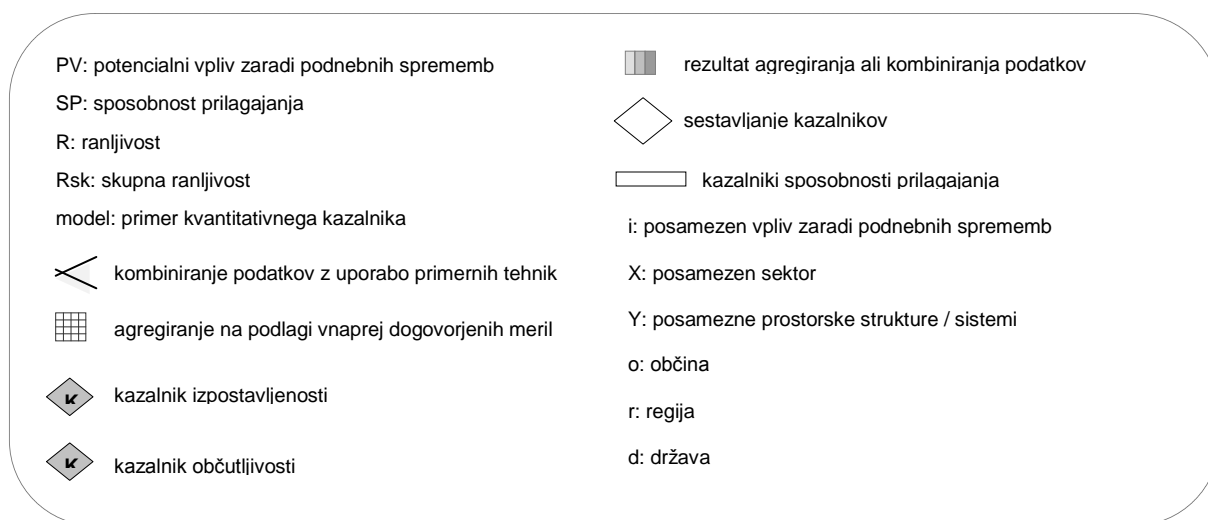 PV: potencialni vpliv zaradi podnebnih sprememb
SP: sposobnost prilagajanja
R: ranljivost
Rsk: skupna ranljivost
model: primer kvantitativnega kazalnika
kombiniranje podatkov z uporabo primernih tehnik
agregiranje na podlagi vnaprej dogovorjenih meril
K kazalnik izpostavljenosti
K kazalnik občutljivosti
rezultat agregiranja ali kombiniranja podatkov
sestavljanje kazalnikov
kazalniki sposobnosti prilagajanja
i: posamezen vpliv zaradi podnebnih sprememb
X: posamezen sektor
Y: posamezne prostorske strukture / sistemi
o: občina
r: regija
d: država